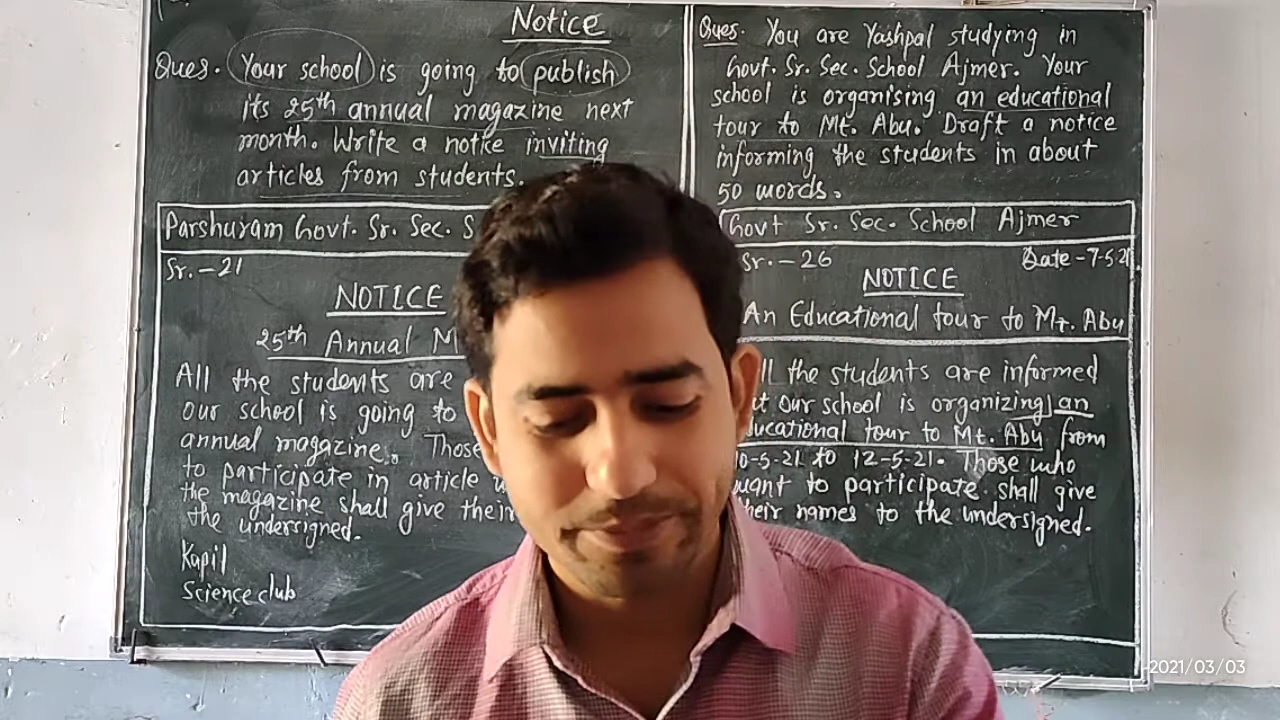 Notice
Ques. Your school is going to publish
its 25th annual magazine next
month. Write a notice inviting
articles from students.
Parshuram Govt. Sr. Sec. S
Sr. - 21
NOTICE
25th Annual M
All the students are
our school is going to
annual magazine. Those
to participate in article
the magazine shall give their
the undersigned.
Kapil
Science club
Ques. You are Yashpal studying in
Govt. Sr. Sec. School Ajmer. Your
school is organising an educational
tour to Mt. Abu. Draft a notice
informing the students in about
50 words.
Govt Sr. Sec. School Ajmer
Sr. - 26 Date - 7-5-21
NOTICE
An Educational tour to Mt. Abu
ll the students are informed
t our school is organizing an
ducational tour to Mt. Abu from
10-5-21 to 12-5-21. Those who
want to participate shall give
their names to the undersigned.
2021/03/03